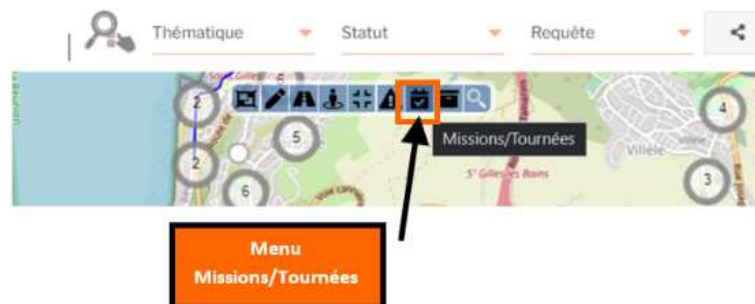 Thématique Statut Requête
2 5 4
Missions/Tournées
Villèle
2 6 3
St Gilles les Bains
Menu
Missions/Tournées